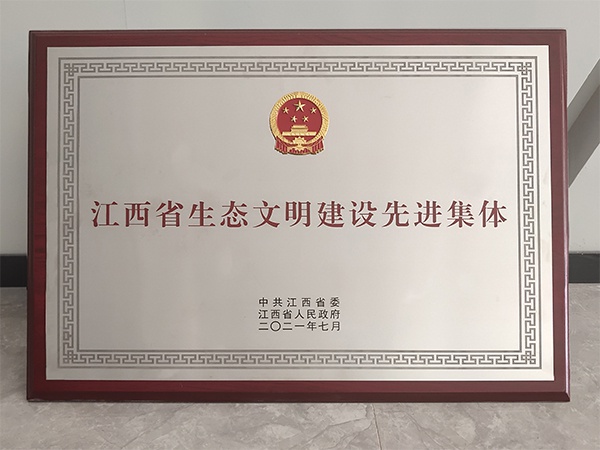 江西省生态文明建设先进集体
中共江西省委
江西省人民政府
二〇二一年七月